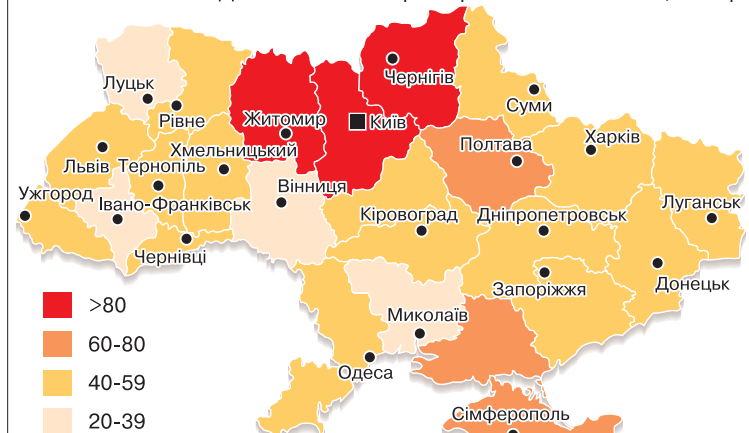 Чернігів
Луцьк
Суми
Рівне
Житомир
Київ
Харків
Хмельницький
Полтава
Львів
Тернопіль
Вінниця
Ужгород
Івано-Франківськ
Луганськ
Кіровоград
Дніпропетровськ
Чернівці
Донецьк
Запоріжжя
>80
Миколаїв
60-80
Одеса
40-59
Сімферополь
20-39